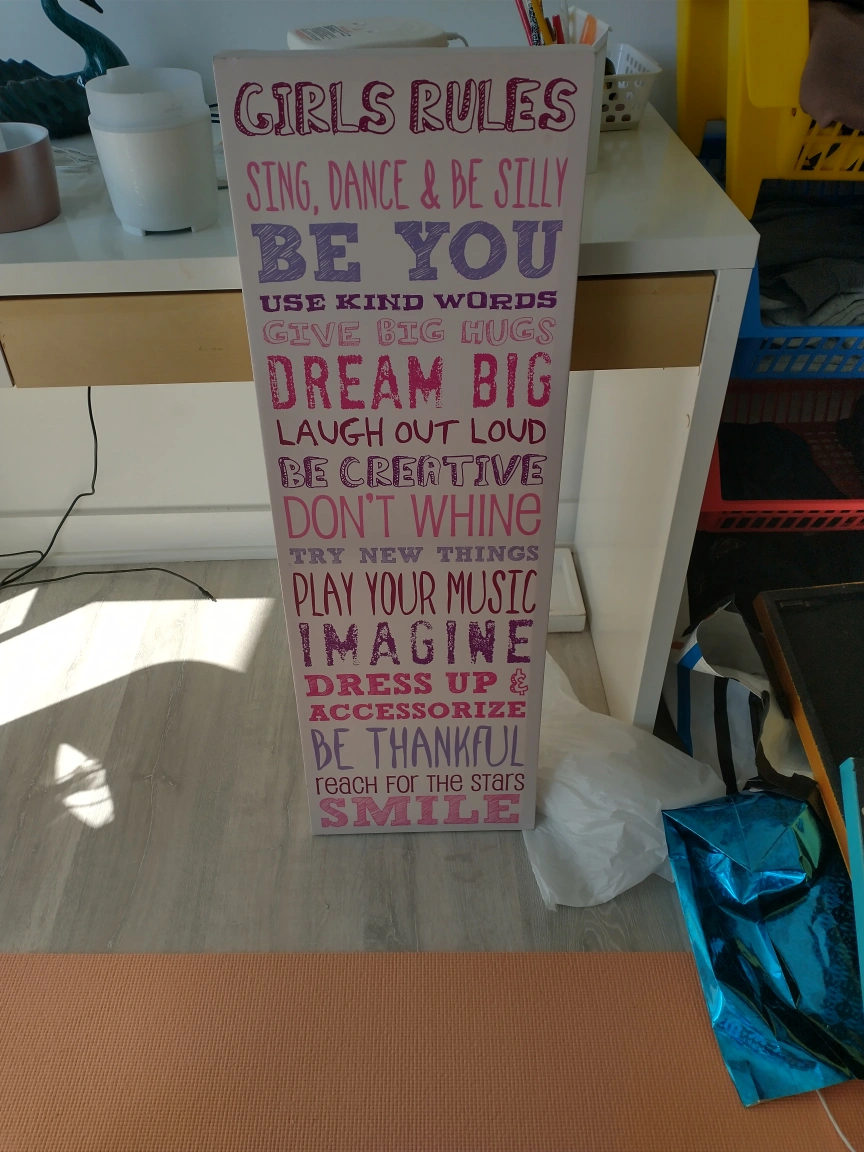 GIRLS RULES
SING, DANCE & BE SILLY
BE YOU
USE KIND WORDS
GIVE BIG HUGS
DREAM BIG
LAUGH OUT LOUD
BE CREATIVE
DON'T WHINE
TRY NEW THINGS
PLAY YOUR MUSIC
IMAGINE
DRESS UP &
ACCESSORIZE
BE THANKFUL
reach FOR THE STARS
SMILE